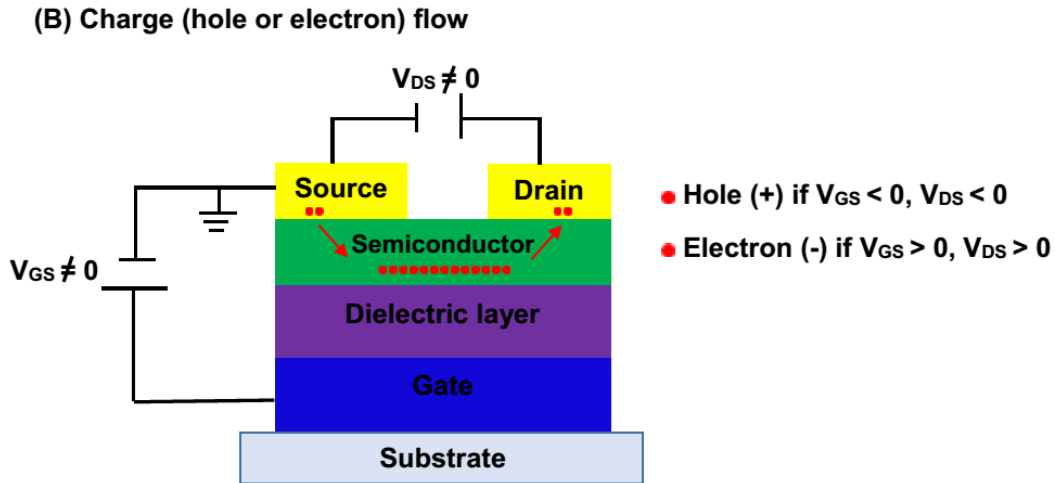 (B) Charge (hole or electron) flow
VDS ≠ 0
Source
Drain
Hole (+) if VGS < 0, VDS < 0
Semiconductor
Electron (-) if VGS > 0, VDS > 0
VGS ≠ 0
Dielectric layer
Gate
Substrate